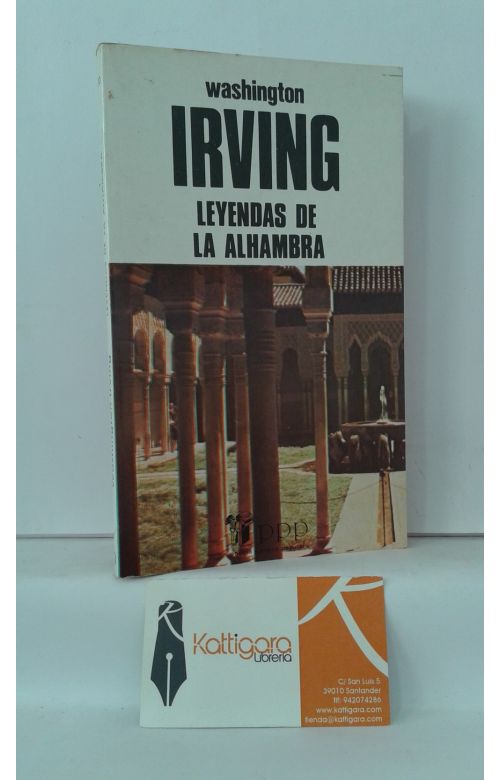 washington
IRVING
LEYENDAS DE
LA ALHAMBRA
ppp
Kattigara
Librería
C/ San Luis 5
39010 Santander
tlf: 942074286
www.kattigara.com
tienda@kattigara.com